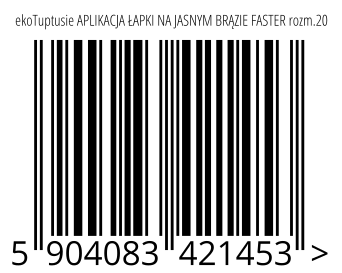 ekoTuptusie APLIKACJA ŁAPKI NA JASNYM BRĄZIE FASTER rozm.20
5 904083 421453 >